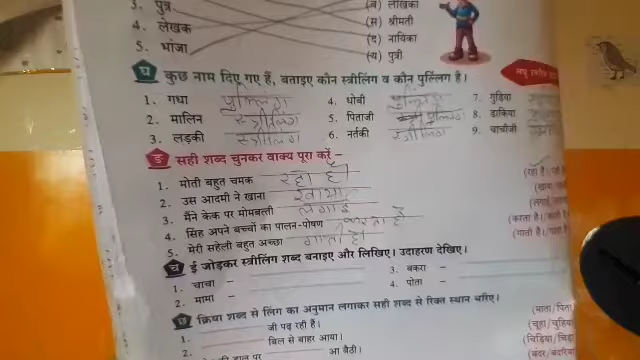 3. पुत्र (ब) लेखिका
4. लेखक (स) श्रीमती
5. भांजा (द) नायिका
(य) पुत्री
घ कुछ नाम दिए गए हैं, बताइए कौन स्त्रीलिंग व कौन पुल्लिंग है।
1. गधा पुल्लिंग 4. धोबी 7. गुड़िया
2. मालिन स्त्रीलिंग 5. पिताजी पुल्लिंग 8. डाकिया
3. लड़की स्त्रीलिंग 6. नर्तकी स्त्रीलिंग 9. चाचीजी
ङ सही शब्द चुनकर वाक्य पूरा करें –
1. मोती बहुत चमक रहा है। (रहा है।
2. उस आदमी ने खाना खाया
3. मैंने केक पर मोमबत्ती लगाई
4. सिंह अपने बच्चों का पालन-पोषण करता है (करता है।
5. मेरी सहेली बहुत अच्छा गाती है। (गाती है।
च ई जोड़कर स्त्रीलिंग शब्द बनाइए और लिखिए। उदाहरण देखिए।
1. चाचा – 3. बकरा –
2. मामा – 4. पोता –
छ क्रिया शब्द से लिंग का अनुमान लगाकर सही शब्द से रिक्त स्थान भरिए।
1. जी पढ़ रही हैं। (माता/पिता
2. बिल से बाहर आया। (चूहा/चुहिया
आ बैठी। (चिड़िया/चिड़ा
(बंदर/बंदरिया